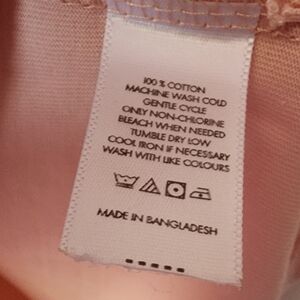 100 % COTTON
MACHINE WASH COLD
GENTLE CYCLE
ONLY NON-CHLORINE
BLEACH WHEN NEEDED
TUMBLE DRY LOW
COOL IRON IF NECESSARY
WASH WITH LIKE COLOURS
MADE IN BANGLADESH